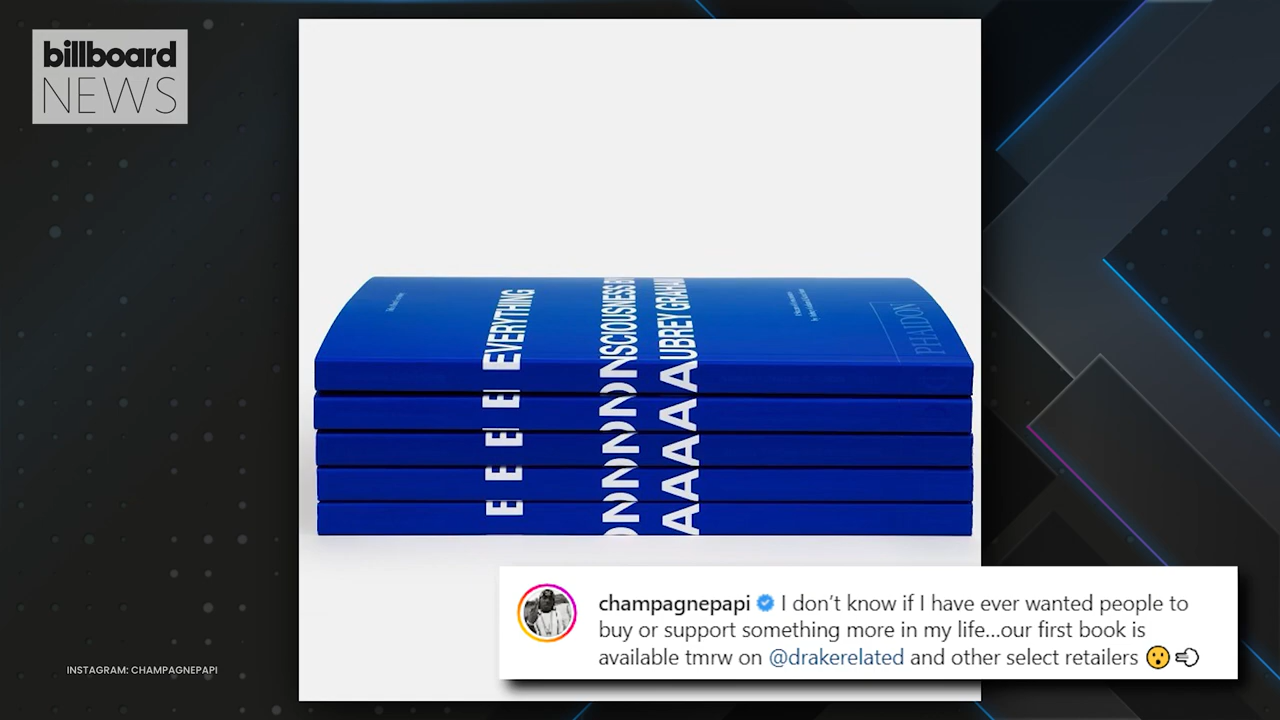 billboard
NEWS
EVERYTHING
NSCIOUSNESS
AUBREY GRAHAM
PHAIDON
E
E
E
E
N
N
N
N
A
A
A
A
champagnepapi I don’t know if I have ever wanted people to
buy or support something more in my life...our first book is
available tmrw on @drakerelated and other select retailers 😮💨
INSTAGRAM: CHAMPAGNEPAPI